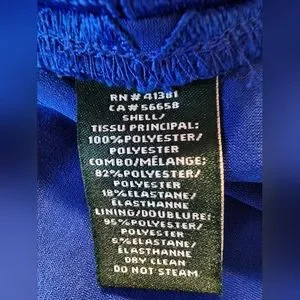 RN # 41381
CA # 56658
SHELL/
TISSU PRINCIPAL:
100% POLYESTER/
POLYESTER
COMBO/MÉLANGE:
82% POLYESTER/
POLYESTER
18% ELASTANE/
ÉLASTHANNE
LINING/DOUBLURE:
95% POLYESTER/
POLYESTER
5% ELASTANE/
ÉLASTHANNE
DRY CLEAN
DO NOT STEAM